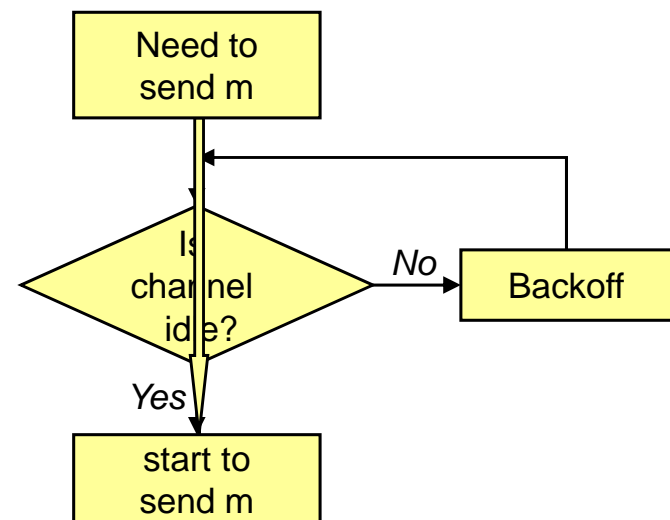 Need to
send m
Is
channel
idle?
No
Backoff
Yes
start to
send m